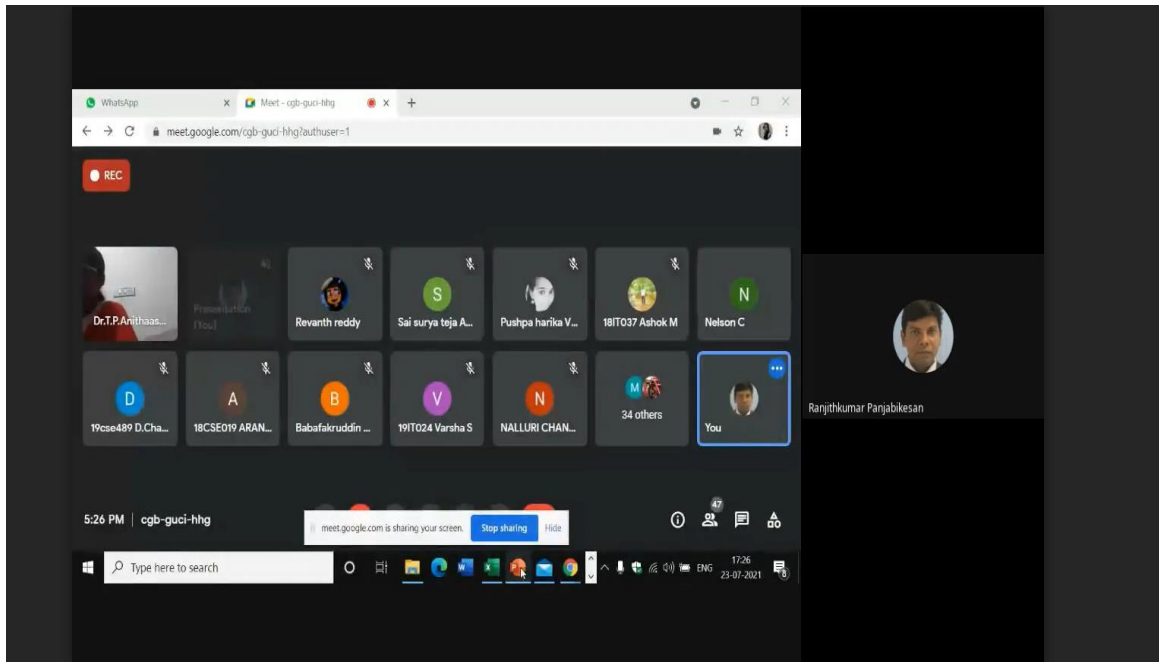 WhatsApp
Meet - cgb-guci-hhg
meet.google.com/cgb-guci-hhg?authuser=1
REC
Dr.T.P.Anithaas...
Presentation
(You)
Revanth reddy
S
Sai surya teja A...
Pushpa harika V...
18IT037 Ashok M
N
Nelson C
D
19cse489 D.Cha...
A
18CSE019 ARAN...
B
Babafakruddin ...
V
19IT024 Varsha S
N
NALLURI CHAN...
M
34 others
You
Ranjithkumar Panjabikesan
5:26 PM | cgb-guci-hhg
meet.google.com is sharing your screen.
Stop sharing
Hide
47
Type here to search
ENG
17:26
23-07-2021